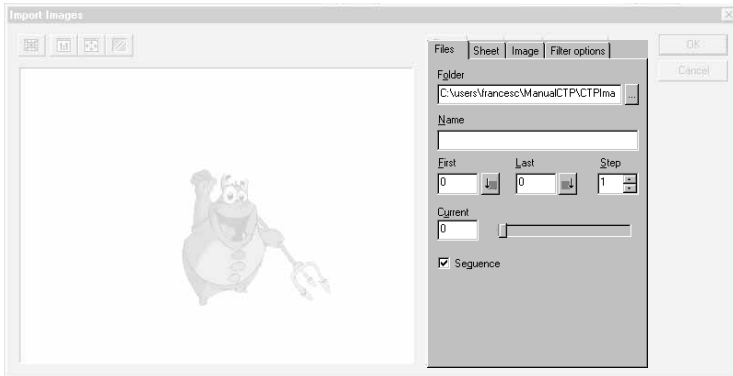 Import Images
OK
Cancel
Files Sheet Image Filter options
Folder
C:\users\francesc\ManualCTP\CTPIma ...
Name
First Last Step
0 0 1
Current
0
Sequence